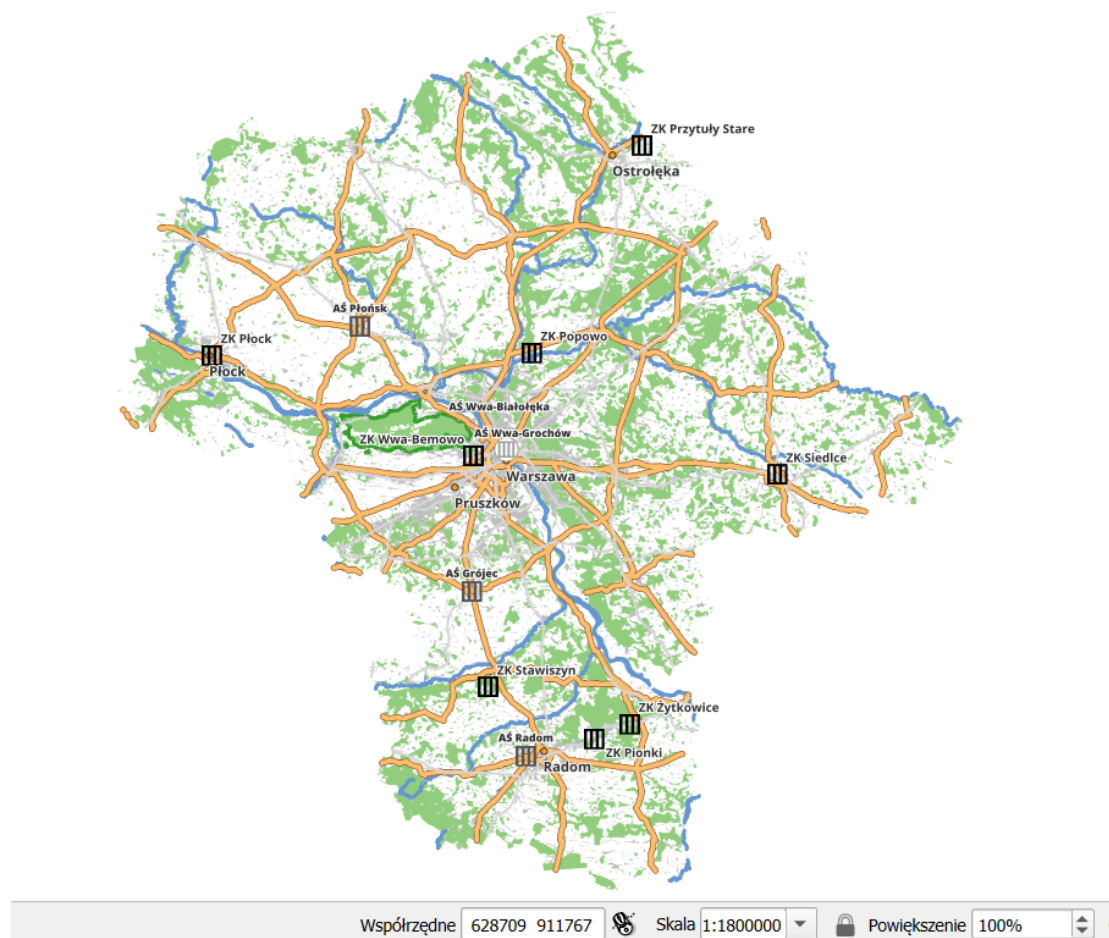 ZK Przytuły Stare
Ostrołęka
AŚ Płońsk
ZK Płock
Płock
ZK Popowo
AŚ Wwa-Białołęka
AŚ Wwa-Grochów
ZK Wwa-Bemowo
ZK Siedlce
Warszawa
Pruszków
AŚ Grójec
ZK Stawiszyn
ZK Żytkowice
AŚ Radom
ZK Pionki
Radom
Współrzędne 628709 911767 Skala 1:1800000 Powiększenie 100%